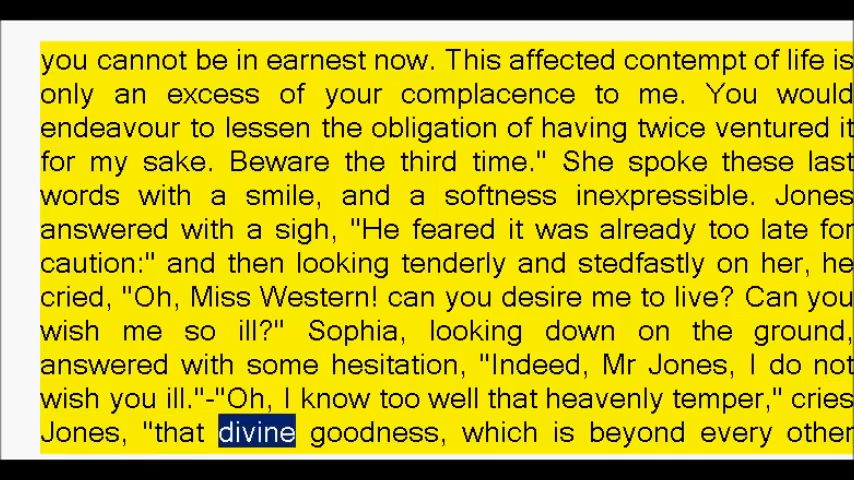 you cannot be in earnest now. This affected contempt of life is
only an excess of your complacence to me. You would
endeavour to lessen the obligation of having twice ventured it
for my sake. Beware the third time." She spoke these last
words with a smile, and a softness inexpressible. Jones
answered with a sigh, "He feared it was already too late for
caution:" and then looking tenderly and stedfastly on her, he
cried, "Oh, Miss Western! can you desire me to live? Can you
wish me so ill?" Sophia, looking down on the ground,
answered with some hesitation, "Indeed, Mr Jones, I do not
wish you ill."-"Oh, I know too well that heavenly temper," cries
Jones, "that divine goodness, which is beyond every other